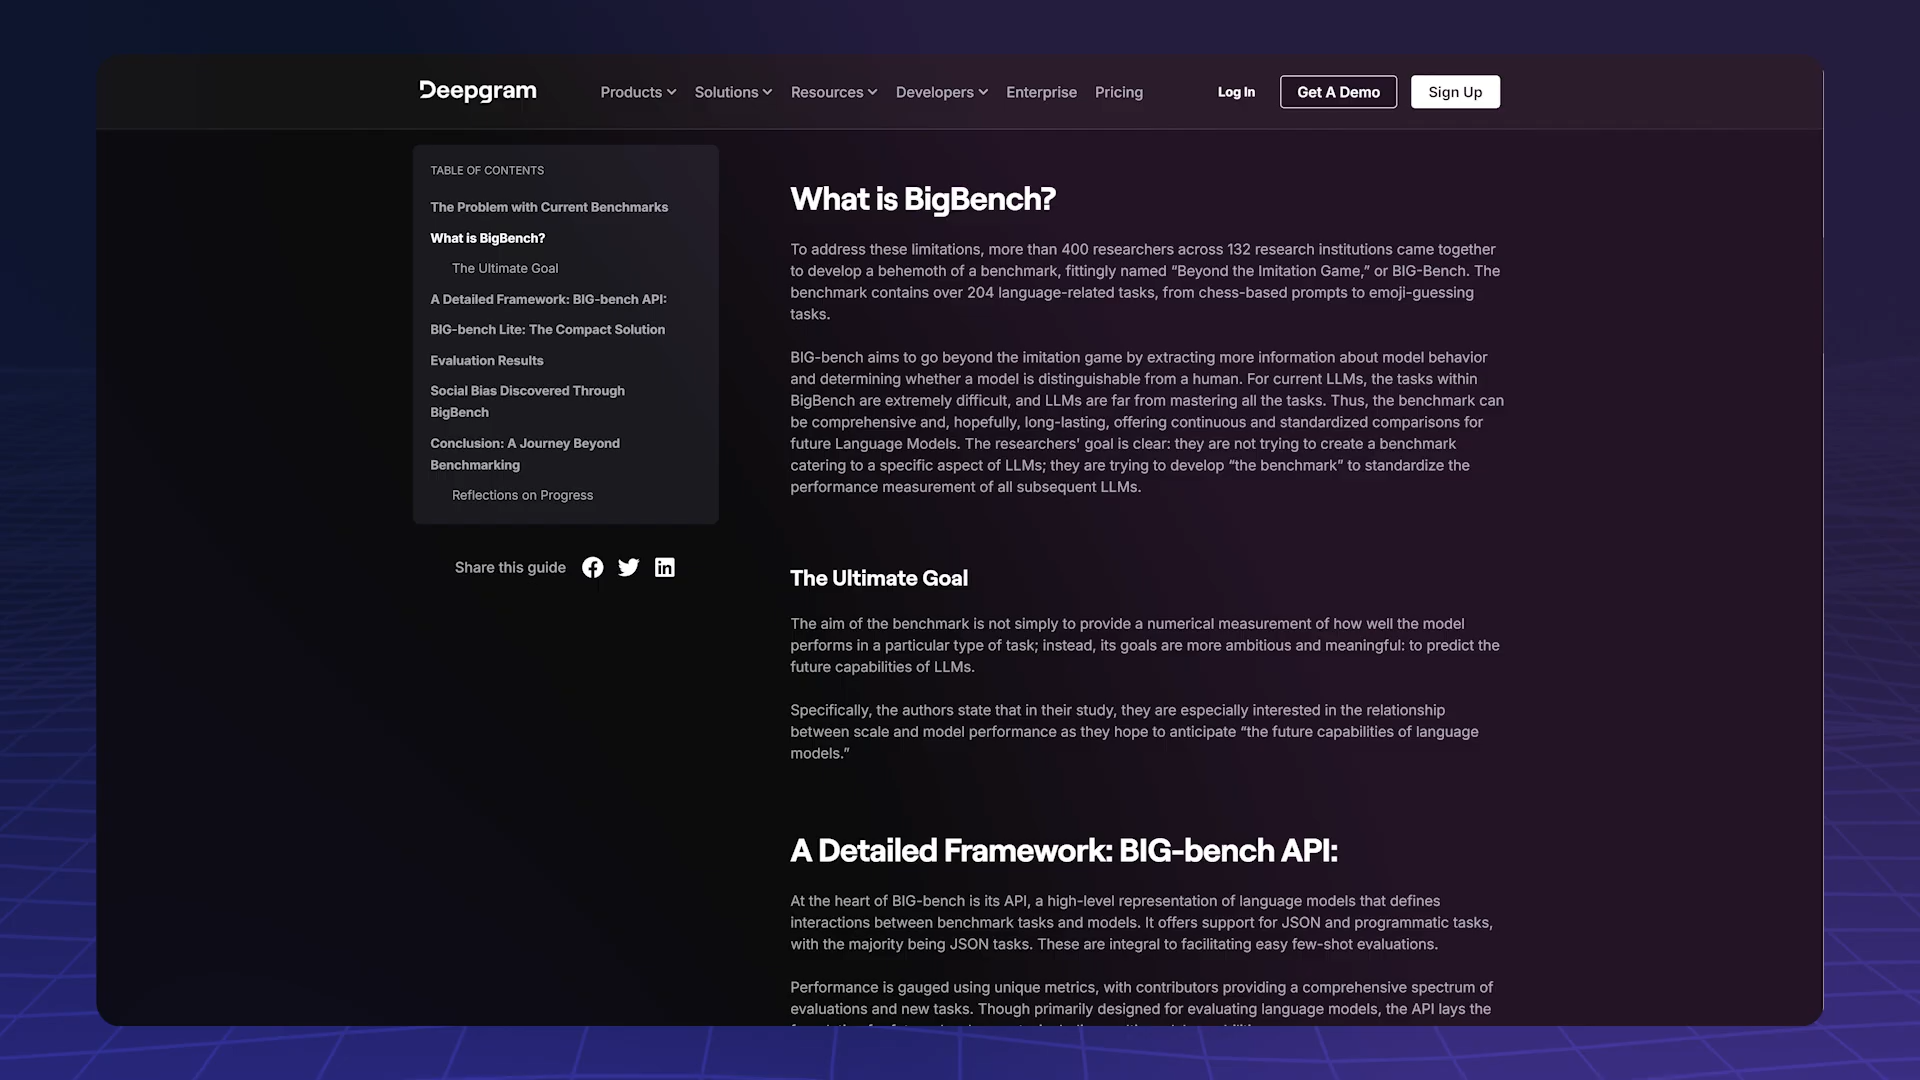 Deepgram
Products
Solutions
Resources
Developers
Enterprise
Pricing
Log In
Get A Demo
Sign Up
TABLE OF CONTENTS
The Problem with Current Benchmarks
What is BigBench?
The Ultimate Goal
A Detailed Framework: BIG-bench API:
BIG-bench Lite: The Compact Solution
Evaluation Results
Social Bias Discovered Through
BigBench
Conclusion: A Journey Beyond
Benchmarking
Reflections on Progress
Share this guide
What is BigBench?
To address these limitations, more than 400 researchers across 132 research institutions came together
to develop a behemoth of a benchmark, fittingly named “Beyond the Imitation Game,” or BIG-Bench. The
benchmark contains over 204 language-related tasks, from chess-based prompts to emoji-guessing
tasks.
BIG-bench aims to go beyond the imitation game by extracting more information about model behavior
and determining whether a model is distinguishable from a human. For current LLMs, the tasks within
BigBench are extremely difficult, and LLMs are far from mastering all the tasks. Thus, the benchmark can
be comprehensive and, hopefully, long-lasting, offering continuous and standardized comparisons for
future Language Models. The researchers' goal is clear: they are not trying to create a benchmark
catering to a specific aspect of LLMs; they are trying to develop “the benchmark” to standardize the
performance measurement of all subsequent LLMs.
The Ultimate Goal
The aim of the benchmark is not simply to provide a numerical measurement of how well the model
performs in a particular type of task; instead, its goals are more ambitious and meaningful: to predict the
future capabilities of LLMs.
Specifically, the authors state that in their study, they are especially interested in the relationship
between scale and model performance as they hope to anticipate “the future capabilities of language
models.”
A Detailed Framework: BIG-bench API:
At the heart of BIG-bench is its API, a high-level representation of language models that defines
interactions between benchmark tasks and models. It offers support for JSON and programmatic tasks,
with the majority being JSON tasks. These are integral to facilitating easy few-shot evaluations.
Performance is gauged using unique metrics, with contributors providing a comprehensive spectrum of
evaluations and new tasks. Though primarily designed for evaluating language models, the API lays the